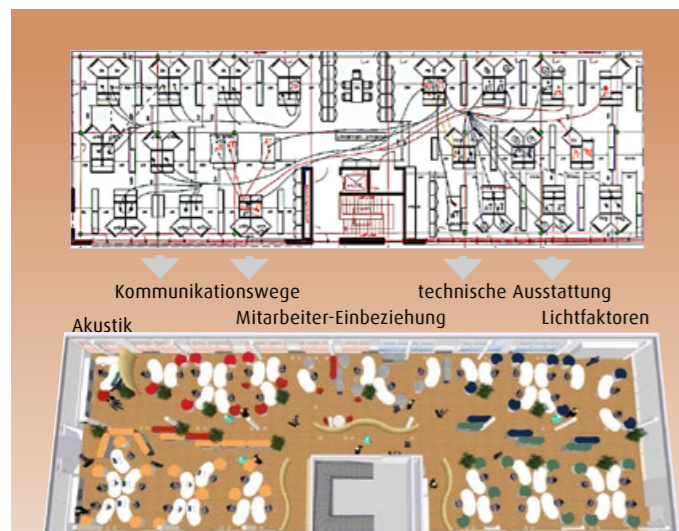 Kommunikationswege
technische Ausstattung
Akustik
Mitarbeiter-Einbeziehung
Lichtfaktoren